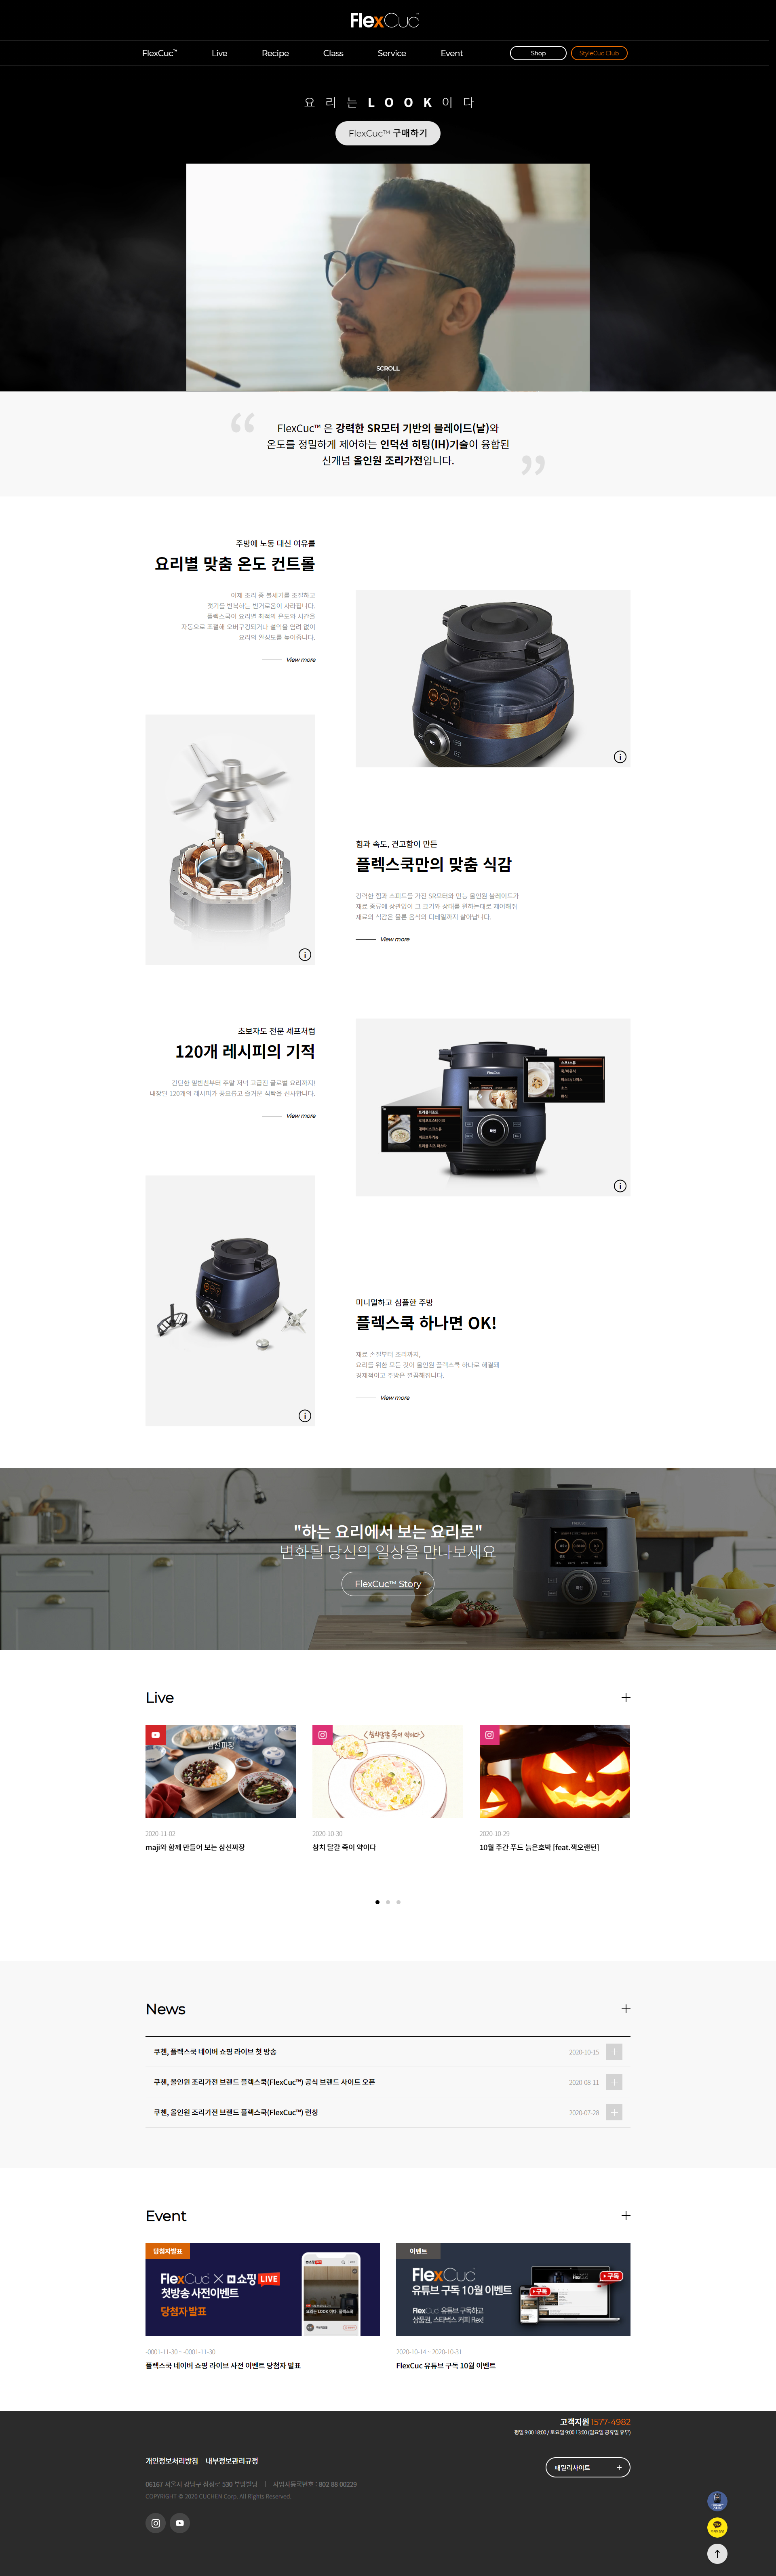 FlexCuc
FlexCuc™
Live
Recipe
Class
Service
Event
Shop
StyleCuc Club
요 리 는 L O O K 이 다
FlexCuc™ 구매하기
SCROLL
FlexCuc™ 은 강력한 SR모터 기반의 블레이드(날)와
온도를 정밀하게 제어하는 인덕션 히팅(IH)기술이 융합된
신개념 올인원 조리가전입니다.
주방에 노동 대신 여유를
요리별 맞춤 온도 컨트롤
이제 조리 중 불세기를 조절하고
젓기를 반복하는 번거로움이 사라집니다.
플렉스쿡이 요리별 최적의 온도와 시간을
자동으로 조절해 오버쿠킹되거나 설익을 염려 없이
요리의 완성도를 높여줍니다.
View more
힘과 속도, 견고함이 만든
플렉스쿡만의 맞춤 식감
강력한 힘과 스피드를 가진 SR모터와 만능 올인원 블레이드가
재료 종류에 상관없이 그 크기와 상태를 원하는대로 제어해줘
재료의 식감은 물론 음식의 디테일까지 살아납니다.
View more
초보자도 전문 셰프처럼
120개 레시피의 기적
간단한 밑반찬부터 주말 저녁 고급진 글로벌 요리까지!
내장된 120개의 레시피가 풍요롭고 즐거운 식탁을 선사합니다.
View more
미니멀하고 심플한 주방
플렉스쿡 하나면 OK!
재료 손질부터 조리까지,
요리를 위한 모든 것이 올인원 플렉스쿡 하나로 해결돼
경제적이고 주방은 깔끔해집니다.
View more
"하는 요리에서 보는 요리로"
변화될 당신의 일상을 만나보세요
FlexCuc™ Story
Live
삼선짜장
<참치달걀 죽이 약이다>
2020-11-02
maji와 함께 만들어 보는 삼선짜장
2020-10-30
참치 달걀 죽이 약이다
2020-10-29
10월 주간 푸드 늙은호박 [feat.잭오랜턴]
News
쿠첸, 플렉스쿡 네이버 쇼핑 라이브 첫 방송
2020-10-15
쿠첸, 올인원 조리가전 브랜드 플렉스쿡(FlexCuc™) 공식 브랜드 사이트 오픈
2020-08-11
쿠첸, 올인원 조리가전 브랜드 플렉스쿡(FlexCuc™) 런칭
2020-07-28
Event
당첨자발표
FlexCuc × 쇼핑 LIVE
첫방송 사전이벤트
당첨자 발표
이벤트
FlexCuc
유튜브 구독 10월 이벤트
FlexCuc 유튜브 구독하고
상품권, 스타벅스 커피 Flex!
구독
구독
-0001-11-30 ~ -0001-11-30
플렉스쿡 네이버 쇼핑 라이브 사전 이벤트 당첨자 발표
2020-10-14 ~ 2020-10-31
FlexCuc 유튜브 구독 10월 이벤트
고객지원 1577-4982
평일 9:00 18:00 / 토요일 9:00 13:00 (일요일 공휴일 휴무)
개인정보처리방침
내부정보관리규정
패밀리사이트
06167 서울시 강남구 삼성로 530 부방빌딩 | 사업자등록번호 : 802 88 00229
COPYRIGHT © 2020 CUCHEN Corp. All Rights Reserved.